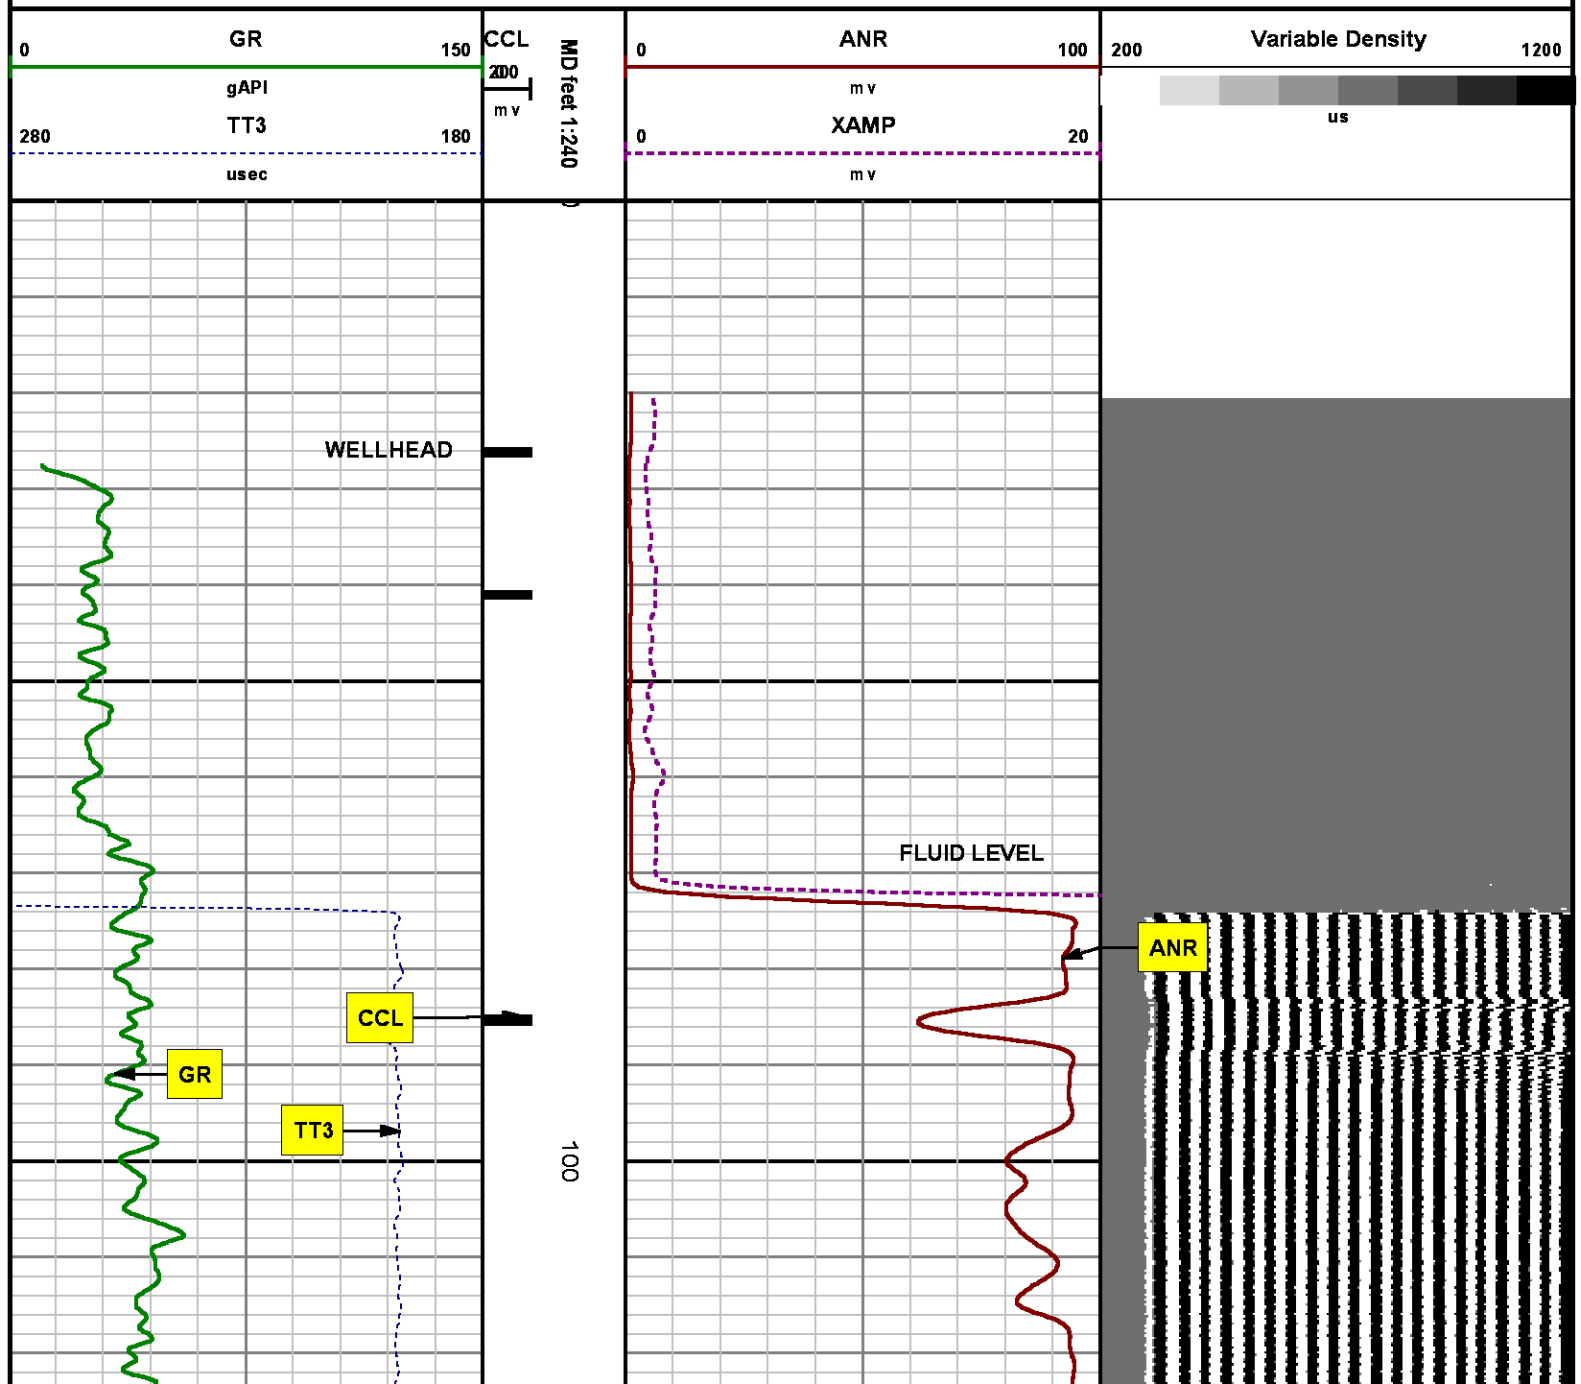 GR
0 150
gAPI
TT3
280 180
usec
CCL
200
mv
MD feet 1:240
ANR
0 100
mv
XAMP
0 20
mv
Variable Density
200 1200
us
WELLHEAD
FLUID LEVEL
ANR
CCL
GR
TT3
100